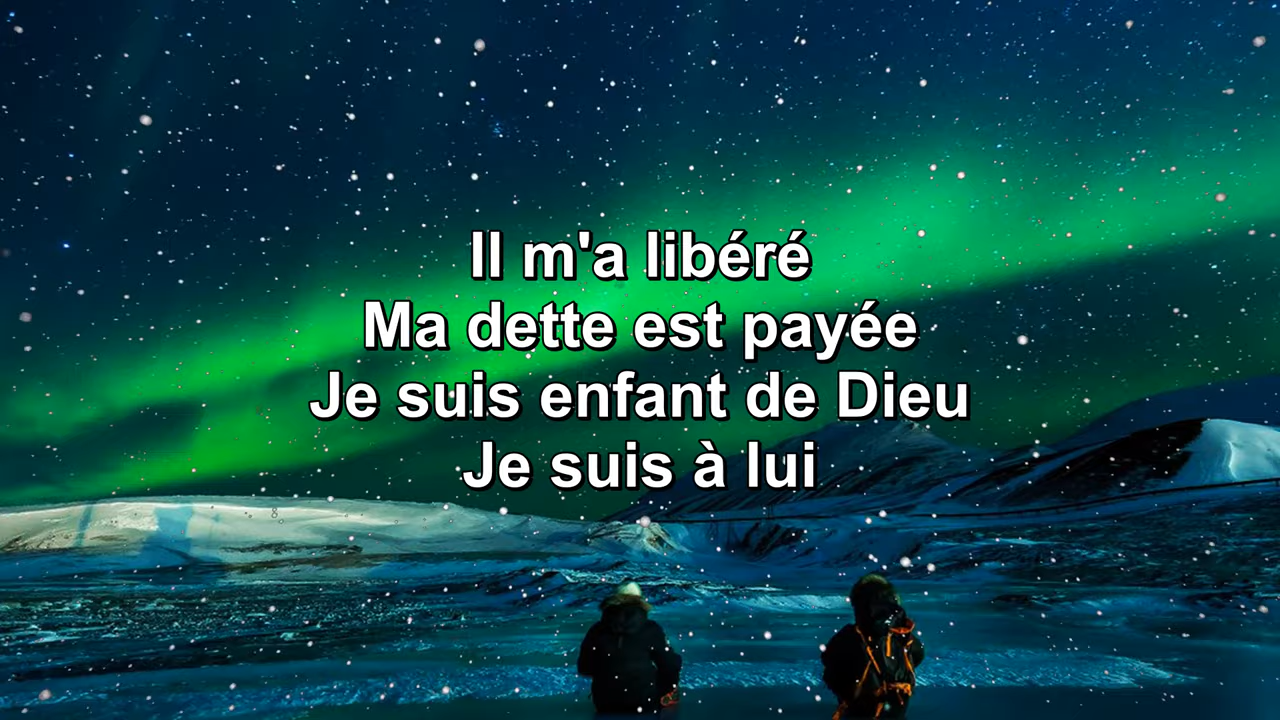 Il m'a libéré
Ma dette est payée
Je suis enfant de Dieu
Je suis à lui